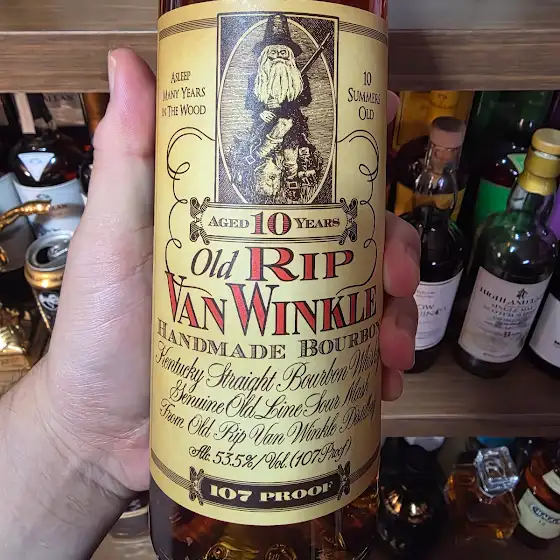 ASLEEP
MANY YEARS
IN THE WOOD
10
SUMMERS
OLD
AGED 10 YEARS
Old RIP
VAN WINKLE
HANDMADE BOURBON
Kentucky Straight Bourbon Whiskey
Genuine Old Line Sour Mash
From Old Rip Van Winkle Distillery
Alc. 53.5%/Vol. (107 Proof)
107 PROOF